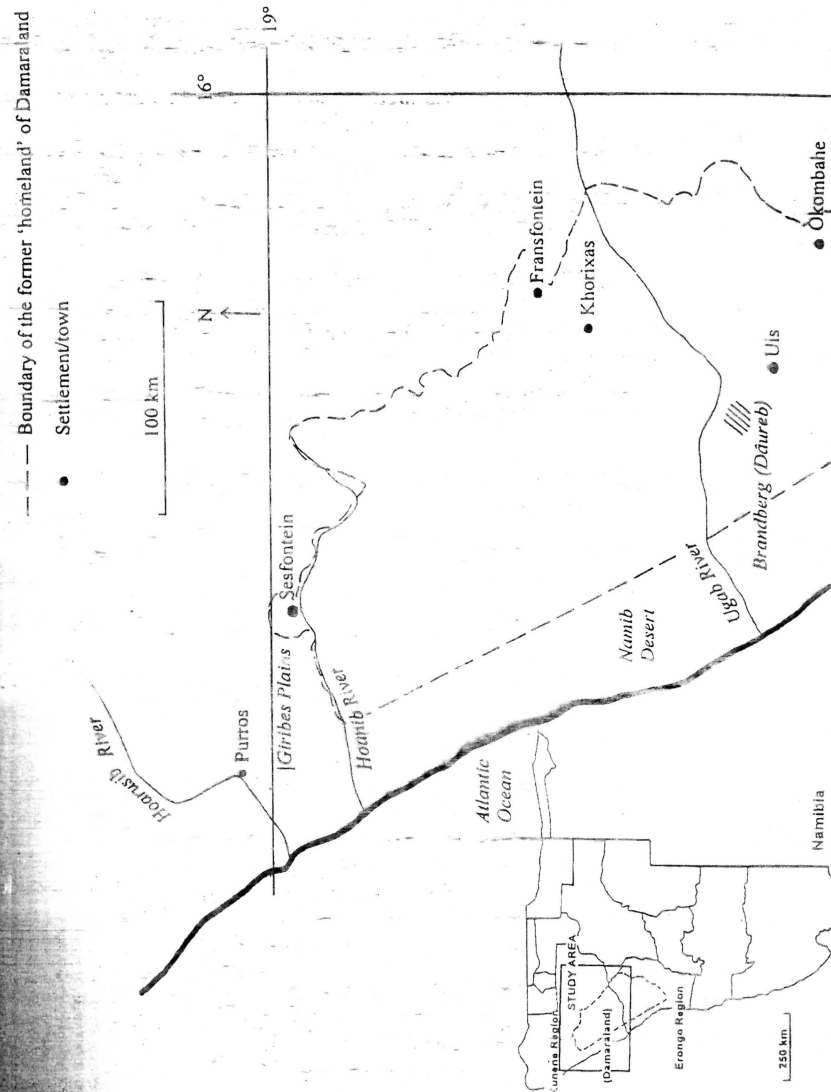 — — Boundary of the former 'homeland' of Damaraland
● Settlement/town
100 km
N
16°
19°
Hoarusib
River
Purros
|Giribes Plains
Sesfontein
Hoanib River
Fransfontein
Khorixas
Namib
Desert
Ugab River
Brandberg (Dâureb)
Uis
Okombahe
Atlantic
Ocean
Kunene Region
STUDY AREA
(Damaraland)
Erongo Region
250 km
Namibia